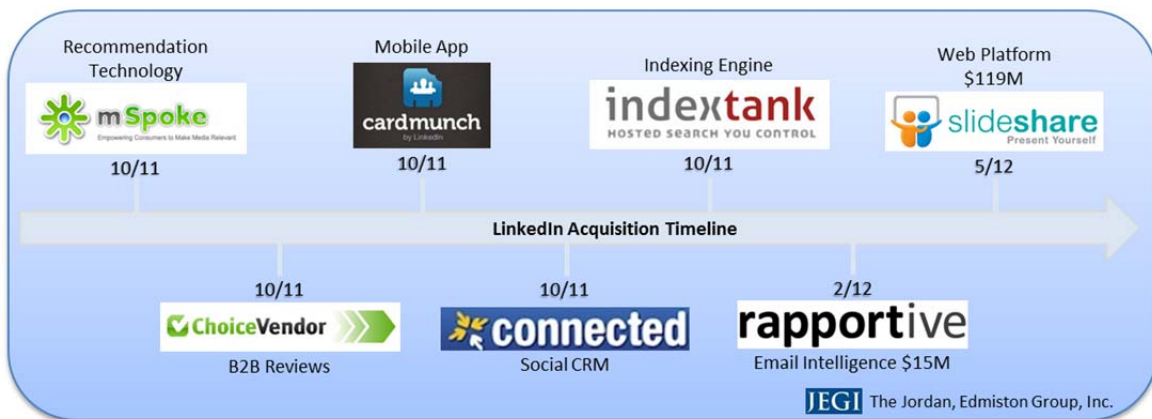 Recommendation
Technology
mSpoke
Empowering Consumers to Make Media Relevant
10/11
Mobile App
cardmunch
by LinkedIn
10/11
Indexing Engine
indextank
HOSTED SEARCH YOU CONTROL
10/11
Web Platform
$119M
slideshare
Present Yourself
5/12
LinkedIn Acquisition Timeline
10/11
ChoiceVendor
B2B Reviews
10/11
connected
Social CRM
2/12
rapportive
Email Intelligence $15M
JEGI The Jordan, Edmiston Group, Inc.